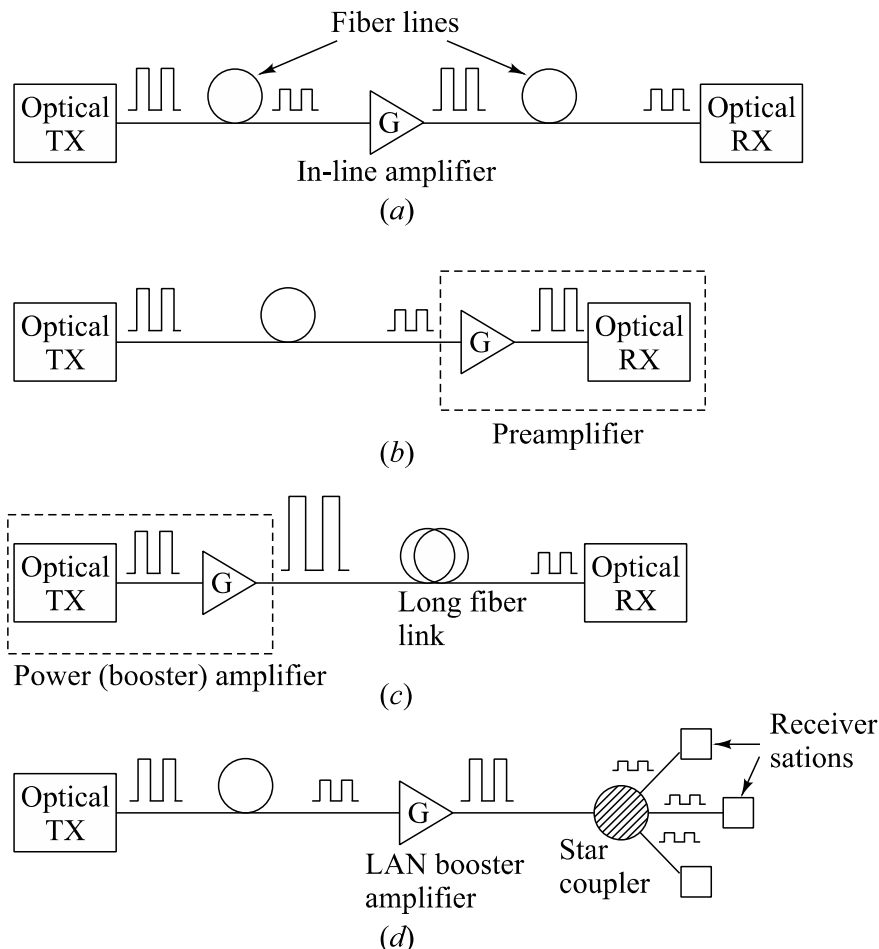 Fiber lines
Optical
TX
G
Optical
RX
In-line amplifier
(a)
Optical
TX
G
Optical
RX
Preamplifier
(b)
Optical
TX
G
Long fiber
link
Optical
RX
Power (booster) amplifier
(c)
Receiver
sations
Optical
TX
G
LAN booster
amplifier
Star
coupler
(d)